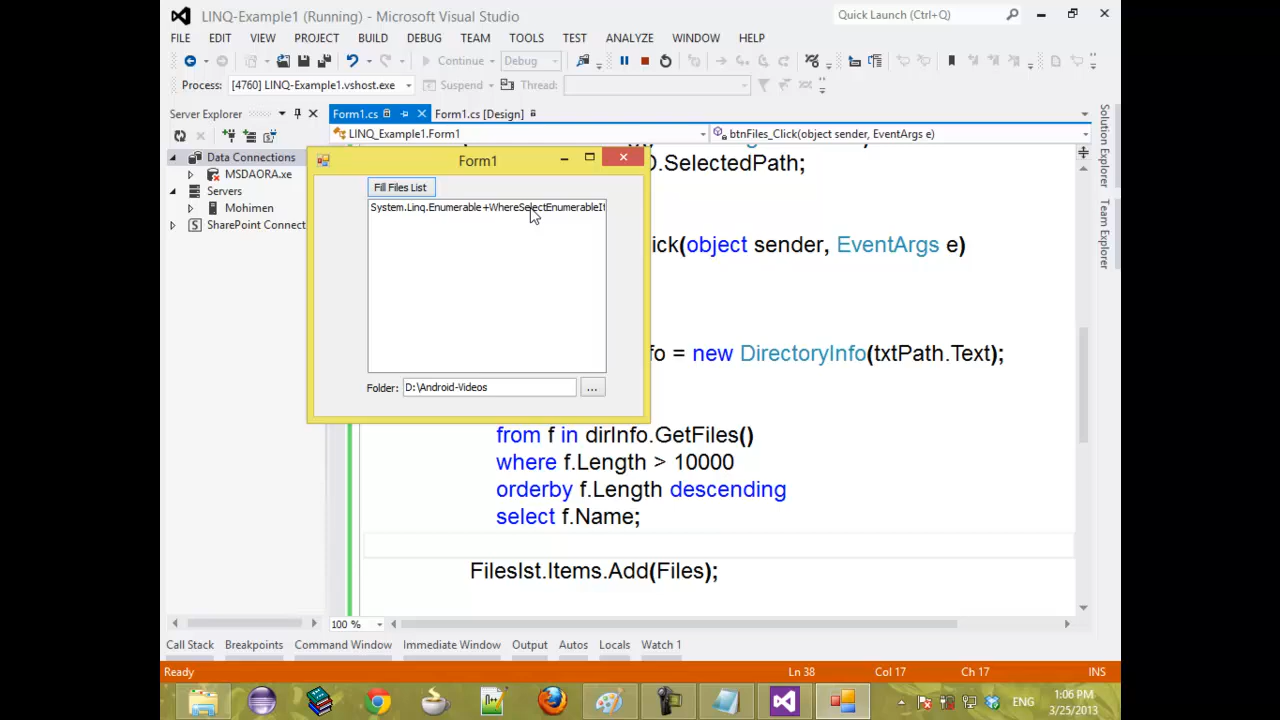 LINQ-Example1 (Running) - Microsoft Visual Studio
Quick Launch (Ctrl+Q)
FILE EDIT VIEW PROJECT BUILD DEBUG TEAM TOOLS TEST ANALYZE WINDOW HELP
Continue Debug
Process: [4760] LINQ-Example1.vshost.exe Suspend Thread:
Server Explorer
Form1.cs Form1.cs [Design]
LINQ_Example1.Form1 btnFiles_Click(object sender, EventArgs e)
Data Connections
MSDAORA.xe
Servers
Mohimen
SharePoint Connect
Form1
Fill Files List
System.Linq.Enumerable+WhereSelectEnumerableIt
Folder: D:\Android-Videos ...
D.SelectedPath;
ick(object sender, EventArgs e)
fo = new DirectoryInfo(txtPath.Text);
from f in dirInfo.GetFiles()
where f.Length > 10000
orderby f.Length descending
select f.Name;
Fileslst.Items.Add(Files);
Solution Explorer
Team Explorer
100 %
Call Stack Breakpoints Command Window Immediate Window Output Autos Locals Watch 1
Ready Ln 38 Col 17 Ch 17 INS
ENG
1:06 PM
3/25/2013